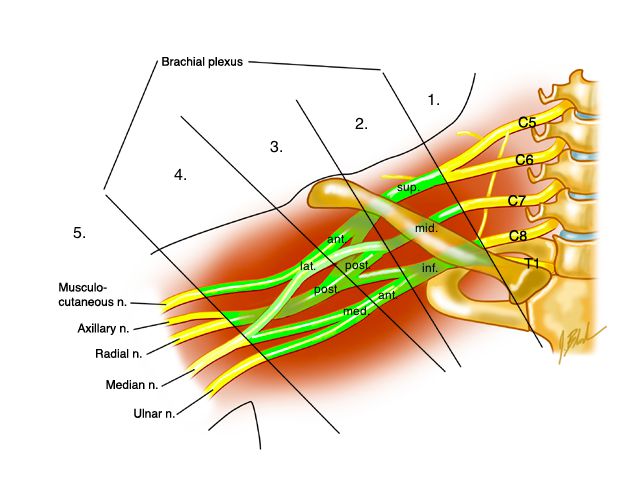 Brachial plexus
1.
2.
3.
4.
5.
C5
C6
C7
C8
T1
sup.
mid.
inf.
ant.
lat.
post.
post.
ant.
med.
Musculo-
cutaneous n.
Axillary n.
Radial n.
Median n.
Ulnar n.